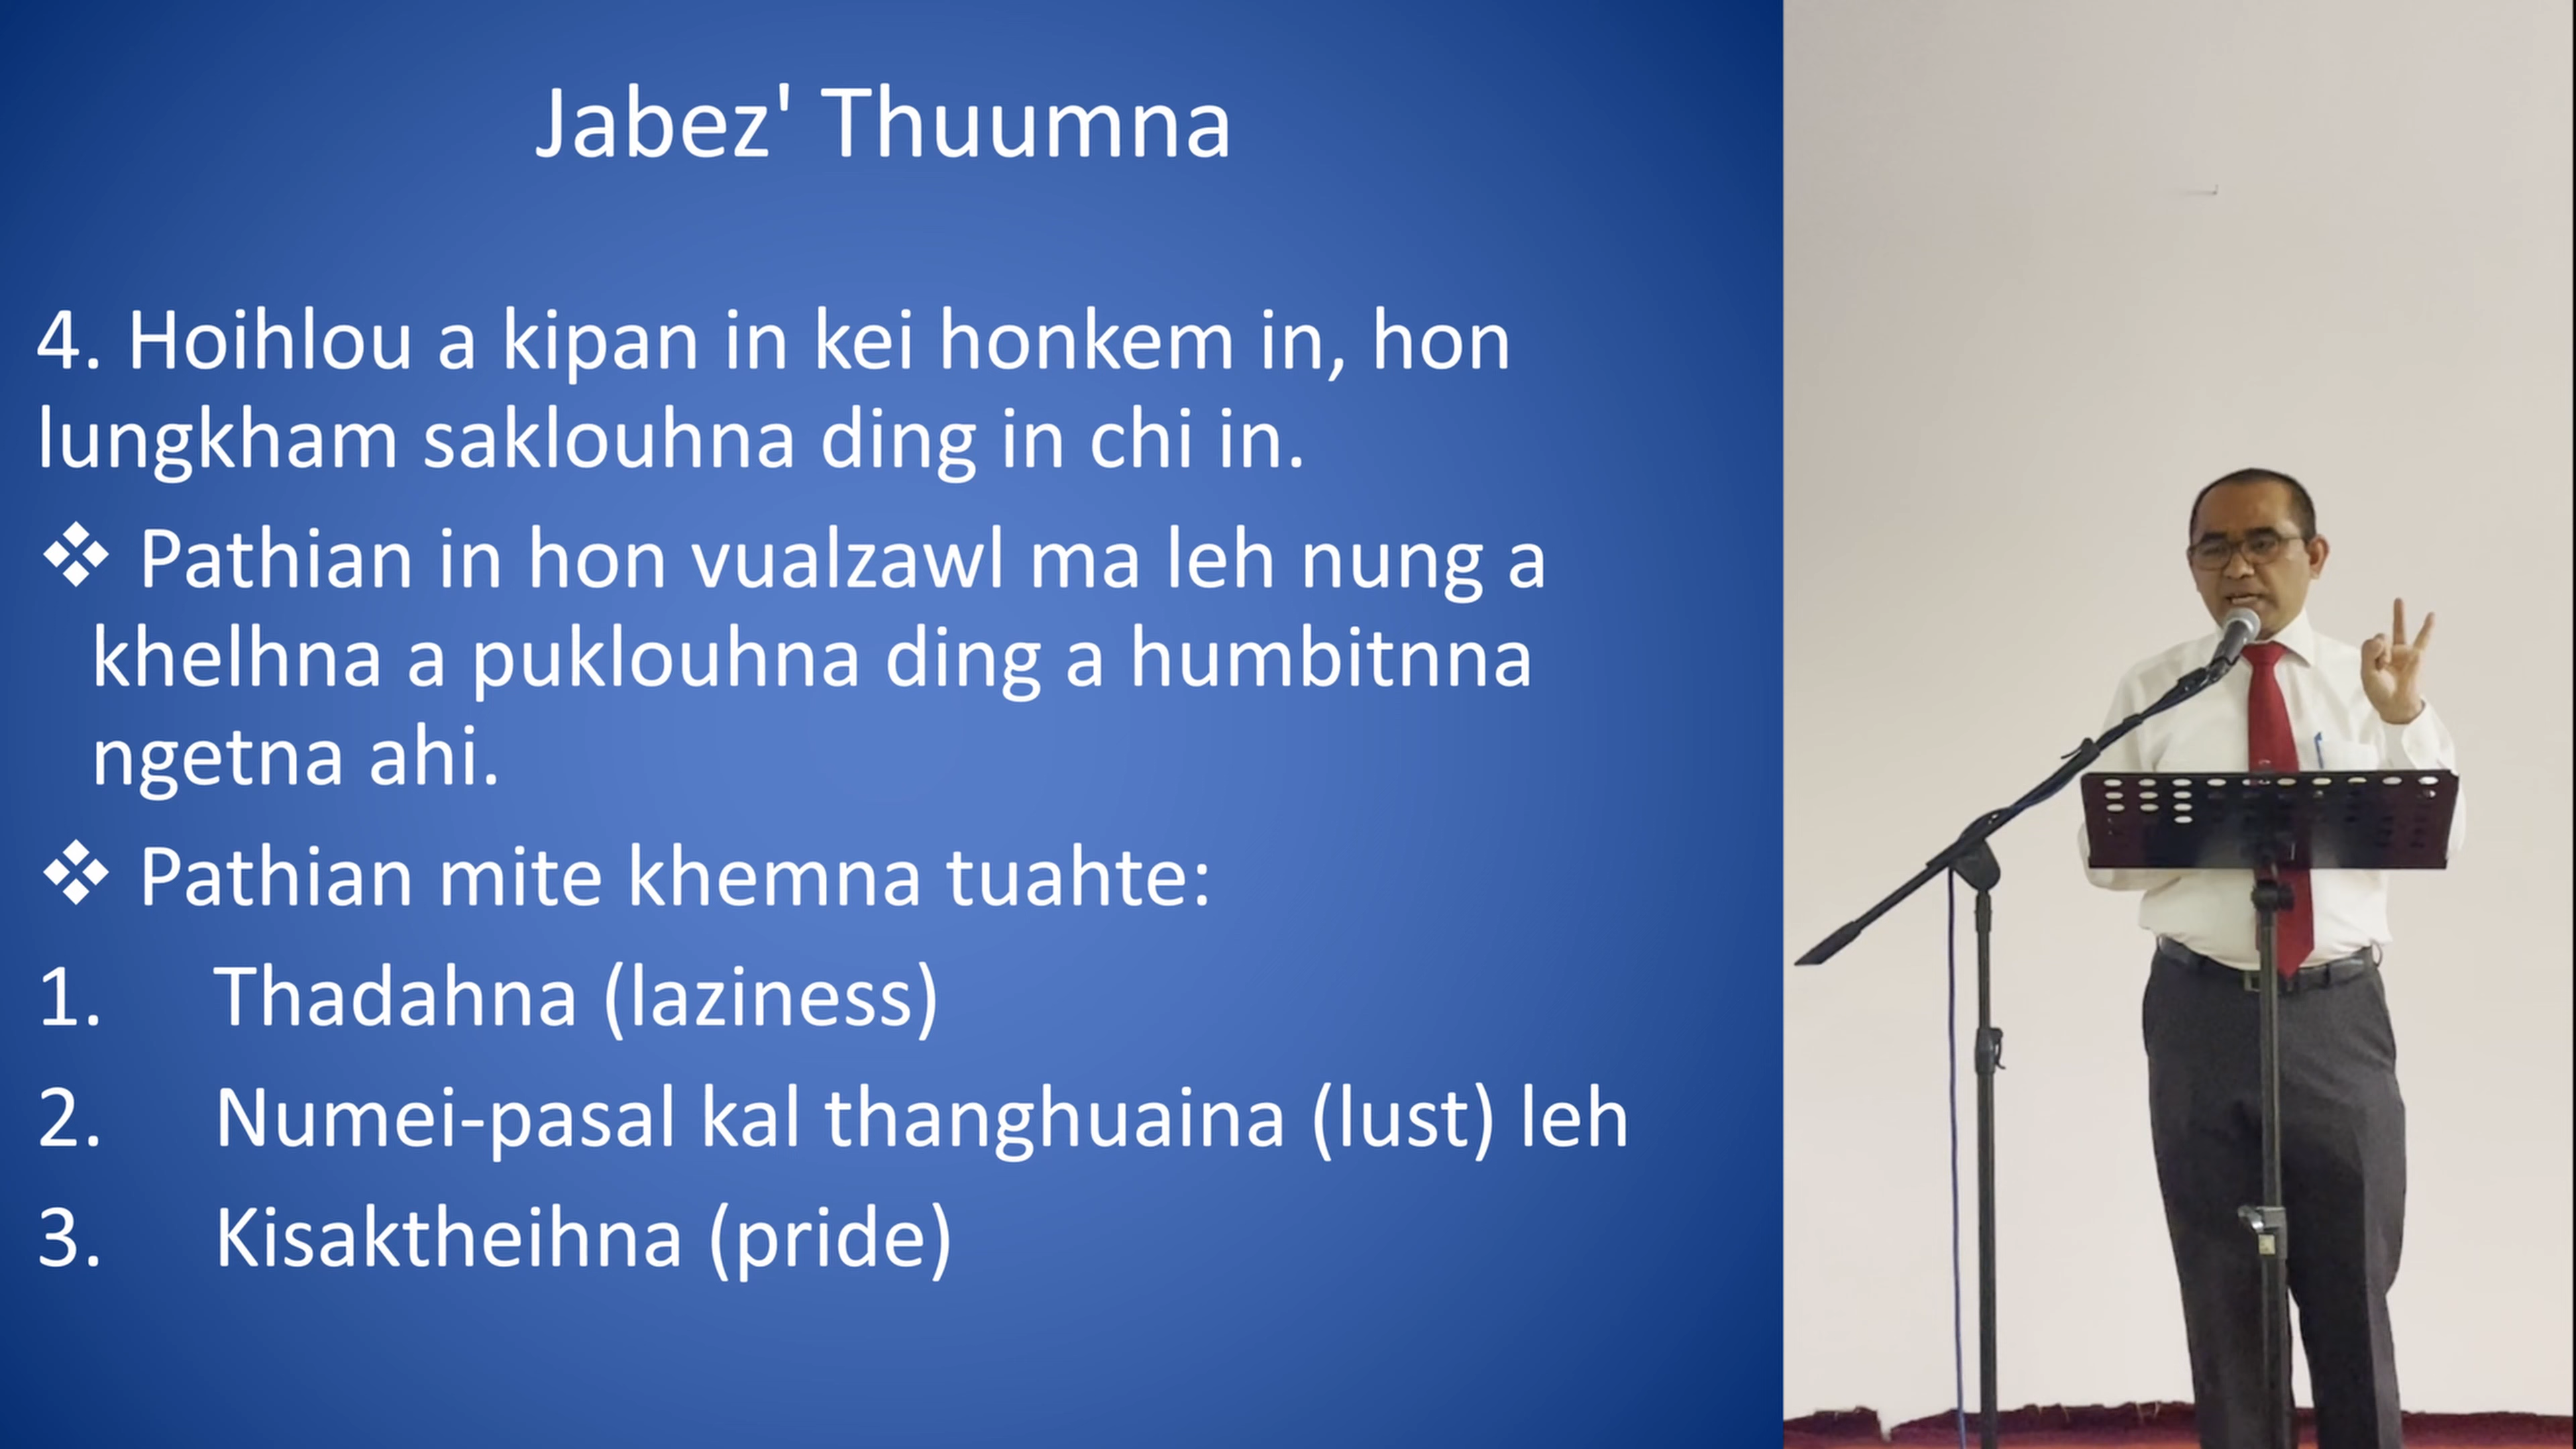 Jabez' Thuumna
4. Hoihlou a kipan in kei honkem in, hon
lungkham saklouhna ding in chi in.
❖ Pathian in hon vualzawl ma leh nung a
khelhna a puklouhna ding a humbitnna
ngetna ahi.
❖ Pathian mite khemna tuahte:
1. Thadahna (laziness)
2. Numei-pasal kal thanghuaina (lust) leh
3. Kisaktheihna (pride)